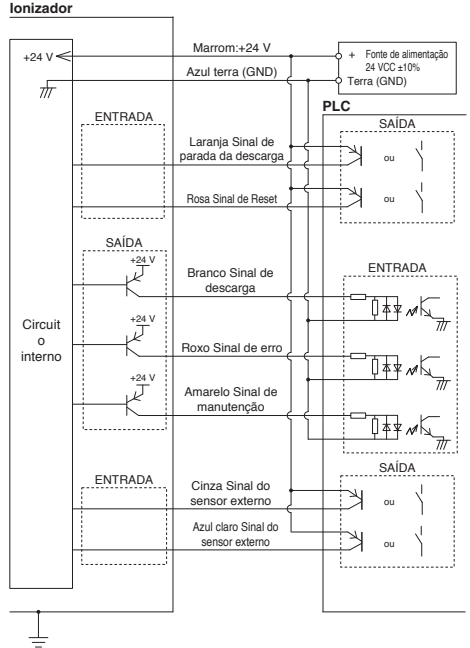 Ionizador
+24 V
Marrom:+24 V
+ Fonte de alimentação
24 VCC ±10%
Azul terra (GND)
Terra (GND)
PLC
ENTRADA
SAÍDA
Laranja Sinal de
parada da descarga
ou
Rosa Sinal de Reset
ou
SAÍDA
+24 V
ENTRADA
Branco Sinal de
descarga
+24 V
Circuit
o
interno
Roxo Sinal de erro
+24 V
Amarelo Sinal de
manutenção
ENTRADA
SAÍDA
Cinza Sinal do
sensor externo
ou
Azul claro Sinal do
sensor externo
ou